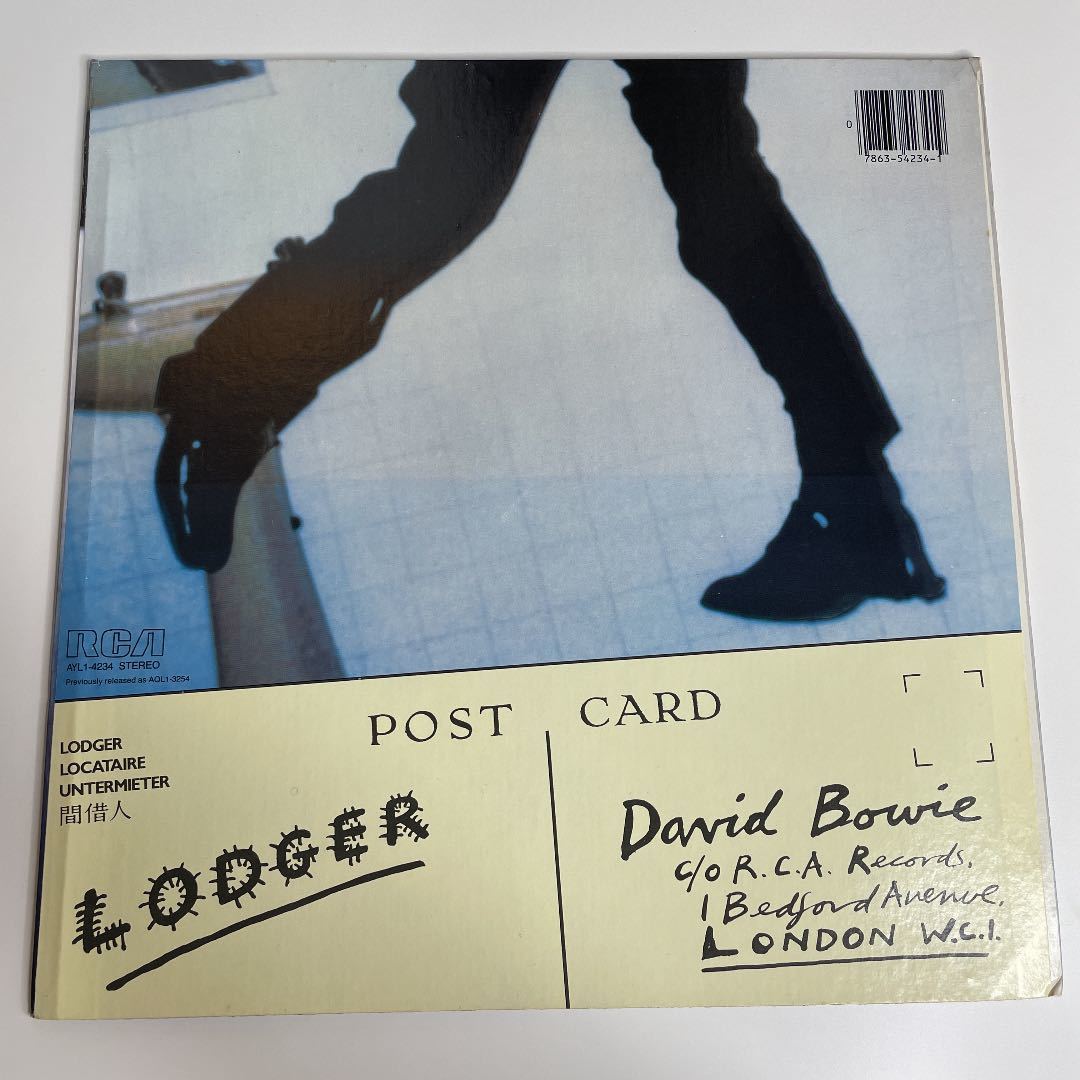 0
7863-54234-1
RCA
AYL1-4234 STEREO
Previously released as AQL1-3254
POST CARD
LODGER
LOCATAIRE
UNTERMIETER
間借人
LODGER
David Bowie
c/o R.C.A. Records,
1 Bedford Avenue,
LONDON W.C.1.